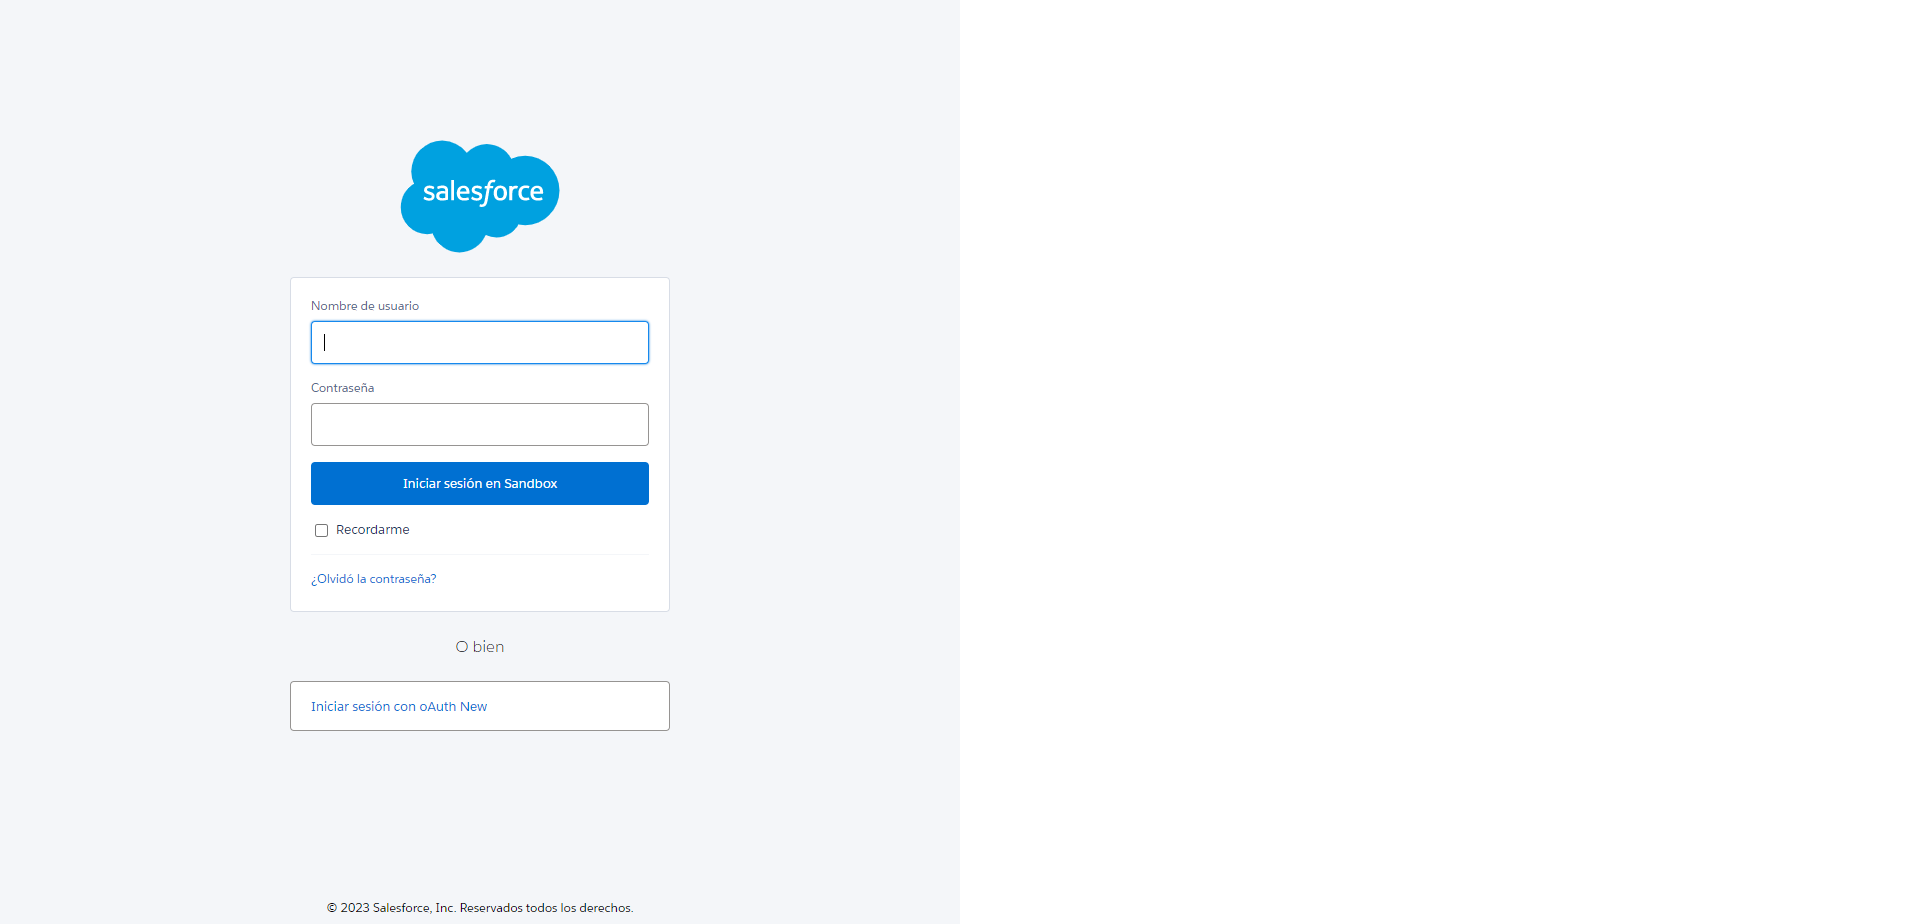 salesforce
Nombre de usuario
Contraseña
Iniciar sesión en Sandbox
Recordarme
¿Olvidó la contraseña?
O bien
Iniciar sesión con oAuth New
© 2023 Salesforce, Inc. Reservados todos los derechos.